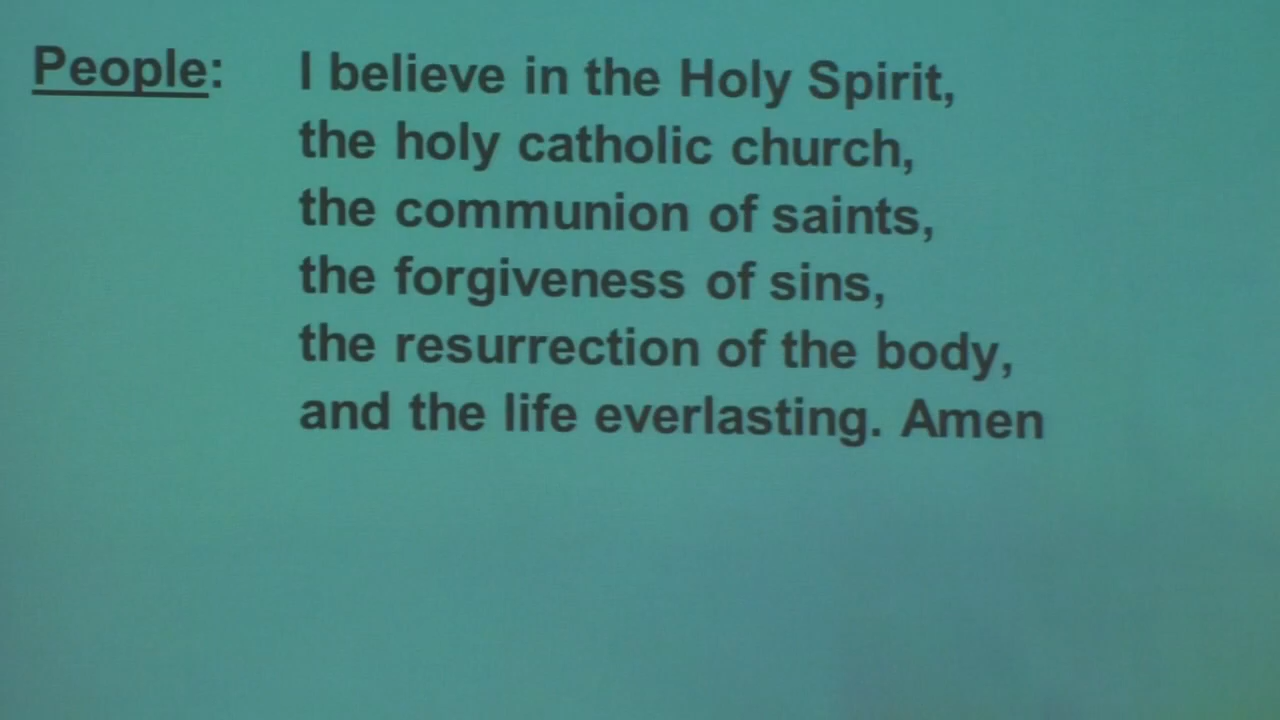 People: I believe in the Holy Spirit,
the holy catholic church,
the communion of saints,
the forgiveness of sins,
the resurrection of the body,
and the life everlasting. Amen